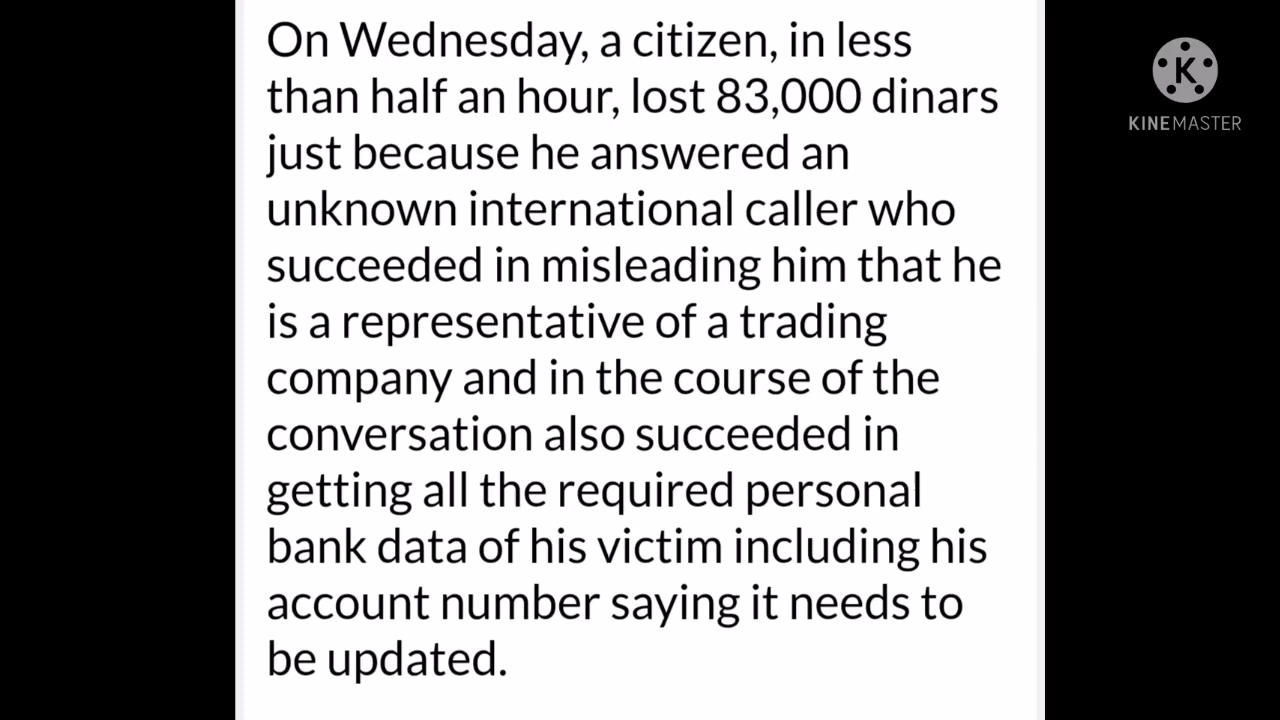 On Wednesday, a citizen, in less
than half an hour, lost 83,000 dinars
just because he answered an
unknown international caller who
succeeded in misleading him that he
is a representative of a trading
company and in the course of the
conversation also succeeded in
getting all the required personal
bank data of his victim including his
account number saying it needs to
be updated.
K
KINEMASTER